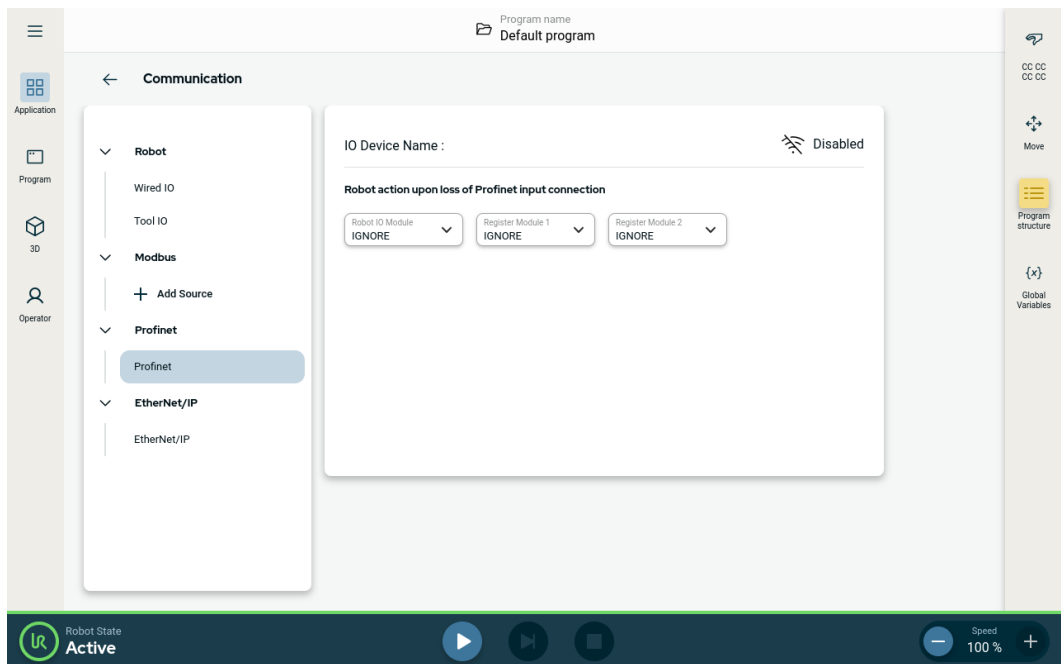 Program name
Default program
Application
Program
3D
Operator
Communication
Robot
Wired IO
Tool IO
Modbus
Add Source
Profinet
Profinet
EtherNet/IP
EtherNet/IP
IO Device Name :
Disabled
Robot action upon loss of Profinet input connection
Robot IO Module
IGNORE
Register Module 1
IGNORE
Register Module 2
IGNORE
CC CC
CC CC
Move
Program
structure
{x}
Global
Variables
Robot State
Active
Speed
100 %